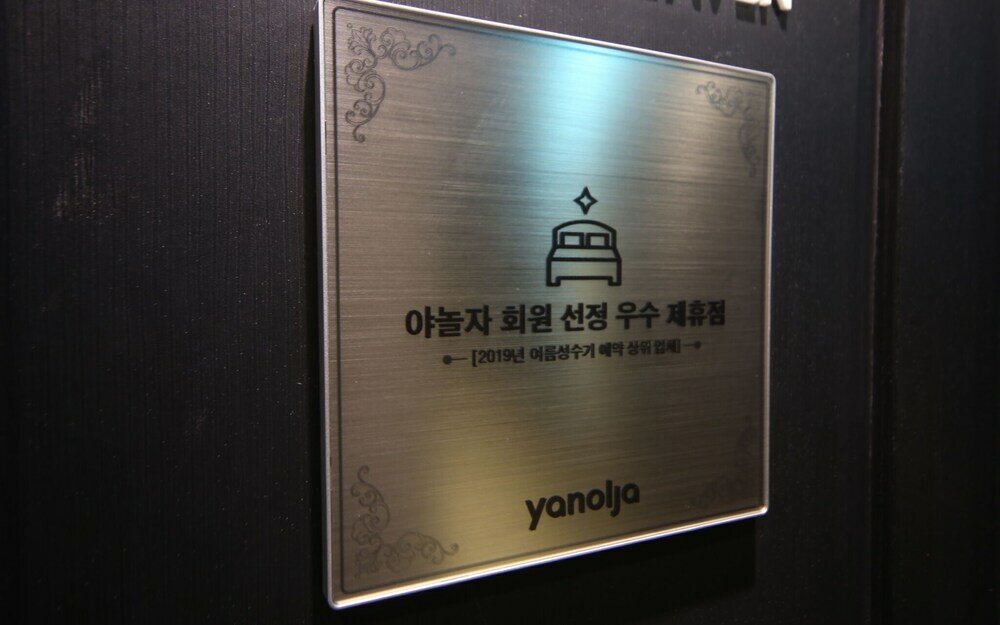 야놀자 회원 선정 우수 제휴점
[2019년 여름성수기 예약 상위 업체]
yanolja